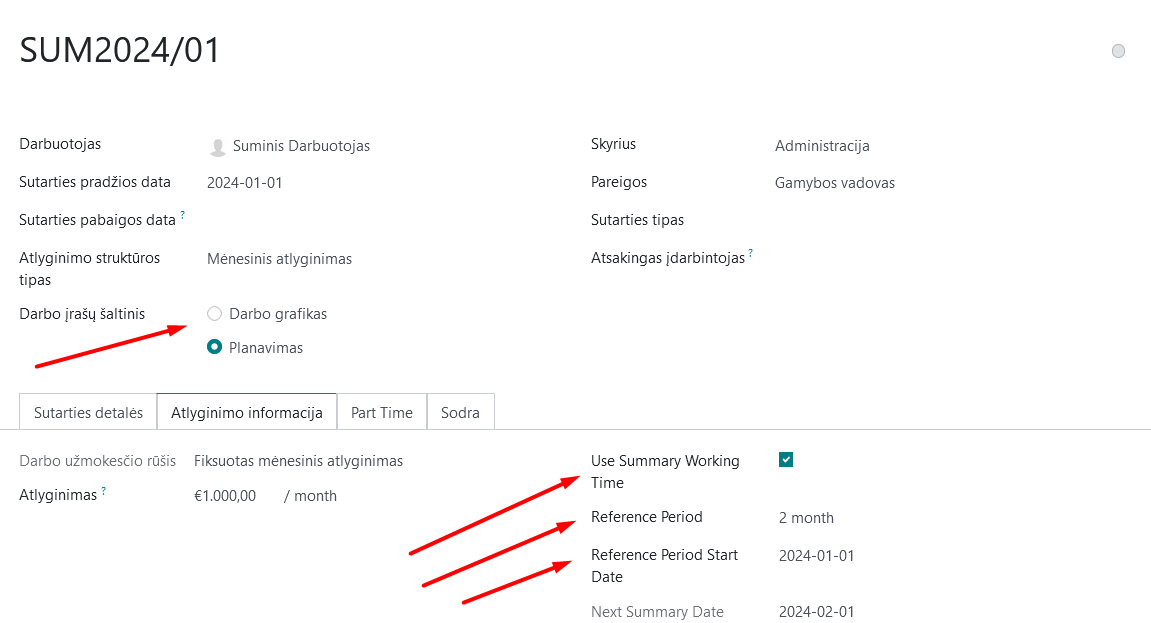 SUM2024/01
Darbuotojas
Suminis Darbuotojas
Sutarties pradžios data
2024-01-01
Sutarties pabaigos data ?
Atlyginimo struktūros
tipas
Mėnesinis atlyginimas
Darbo įrašų šaltinis
Darbo grafikas
Planavimas
Skyrius
Administracija
Pareigos
Gamybos vadovas
Sutarties tipas
Atsakingas įdarbintojas ?
Sutarties detalės
Atlyginimo informacija
Part Time
Sodra
Darbo užmokesčio rūšis
Fiksuotas mėnesinis atlyginimas
Atlyginimas ?
€1.000,00 / month
Use Summary Working
Time
Reference Period
2 month
Reference Period Start
Date
2024-01-01
Next Summary Date
2024-02-01